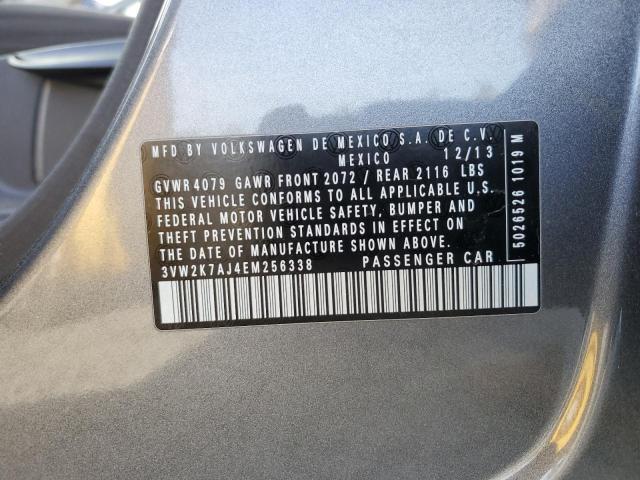 MFD BY VOLKSWAGEN DE MEXICO S.A. DE C.V.
MEXICO 12/13
GVWR 4079 GAWR FRONT 2072 / REAR 2116 LBS
THIS VEHICLE CONFORMS TO ALL APPLICABLE U.S.
FEDERAL MOTOR VEHICLE SAFETY, BUMPER AND
THEFT PREVENTION STANDARDS IN EFFECT ON
THE DATE OF MANUFACTURE SHOWN ABOVE.
3VW2K7AJ4EM256338 PASSENGER CAR
5026526 1019 M